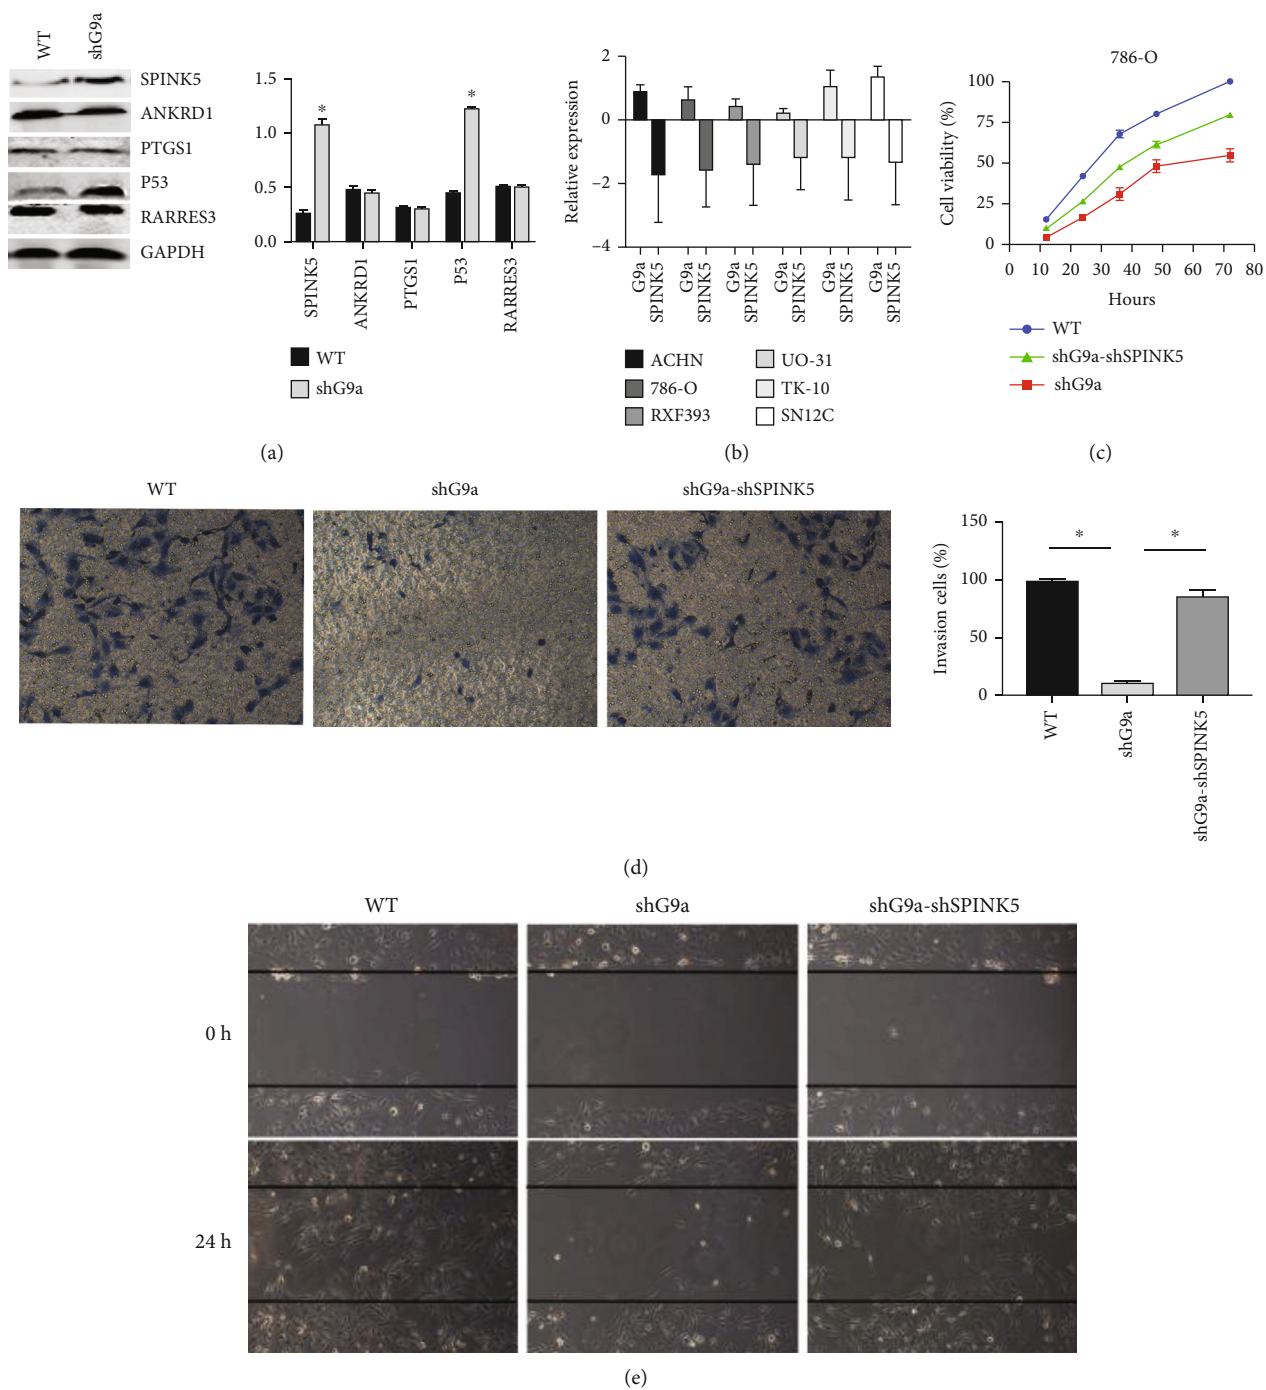 WT
shG9a
SPINK5
ANKRD1
PTGS1
P53
RARRES3
GAPDH
1.5
1.0
0.5
0.0
*
*
SPINK5
ANKRD1
PTGS1
P53
RARRES3
WT
shG9a
(a)
Relative expression
2
0
−2
−4
G9a
SPINK5
G9a
SPINK5
G9a
SPINK5
G9a
SPINK5
G9a
SPINK5
G9a
SPINK5
ACHN
786-O
RXF393
UO-31
TK-10
SN12C
(b)
786-O
Cell viability (%)
100
75
50
25
0
0 10 20 30 40 50 60 70 80
Hours
WT
shG9a-shSPINK5
shG9a
(c)
WT
shG9a
shG9a-shSPINK5
Invasion cells (%)
150
100
50
0
*
*
WT
shG9a
shG9a-shSPINK5
(d)
WT
shG9a
shG9a-shSPINK5
0 h
24 h
(e)